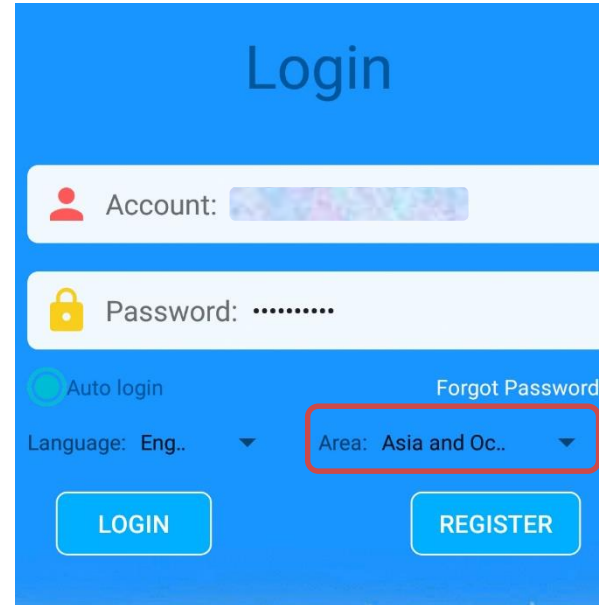 Login
Account:
Password: ••••••••••
Auto login Forgot Password
Language: Eng.. Area: Asia and Oc..
LOGIN REGISTER